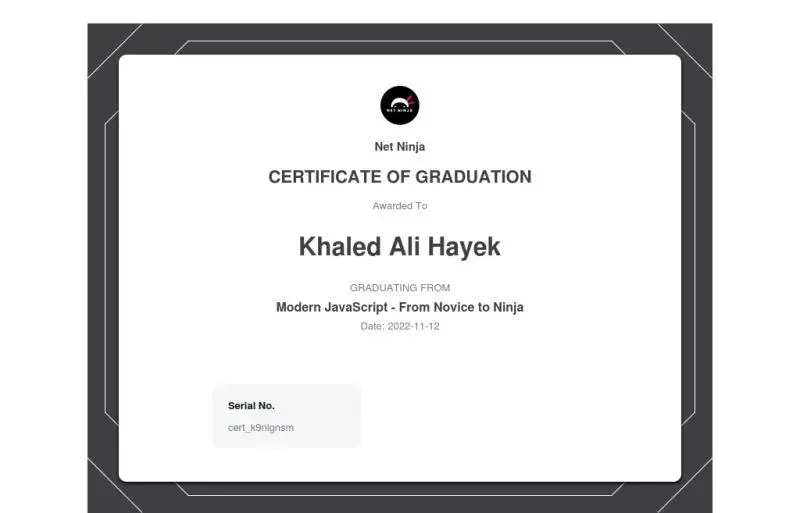 NET NINJA
Net Ninja
CERTIFICATE OF GRADUATION
Awarded To
Khaled Ali Hayek
GRADUATING FROM
Modern JavaScript - From Novice to Ninja
Date: 2022-11-12
Serial No.
cert_k9nlgnsm